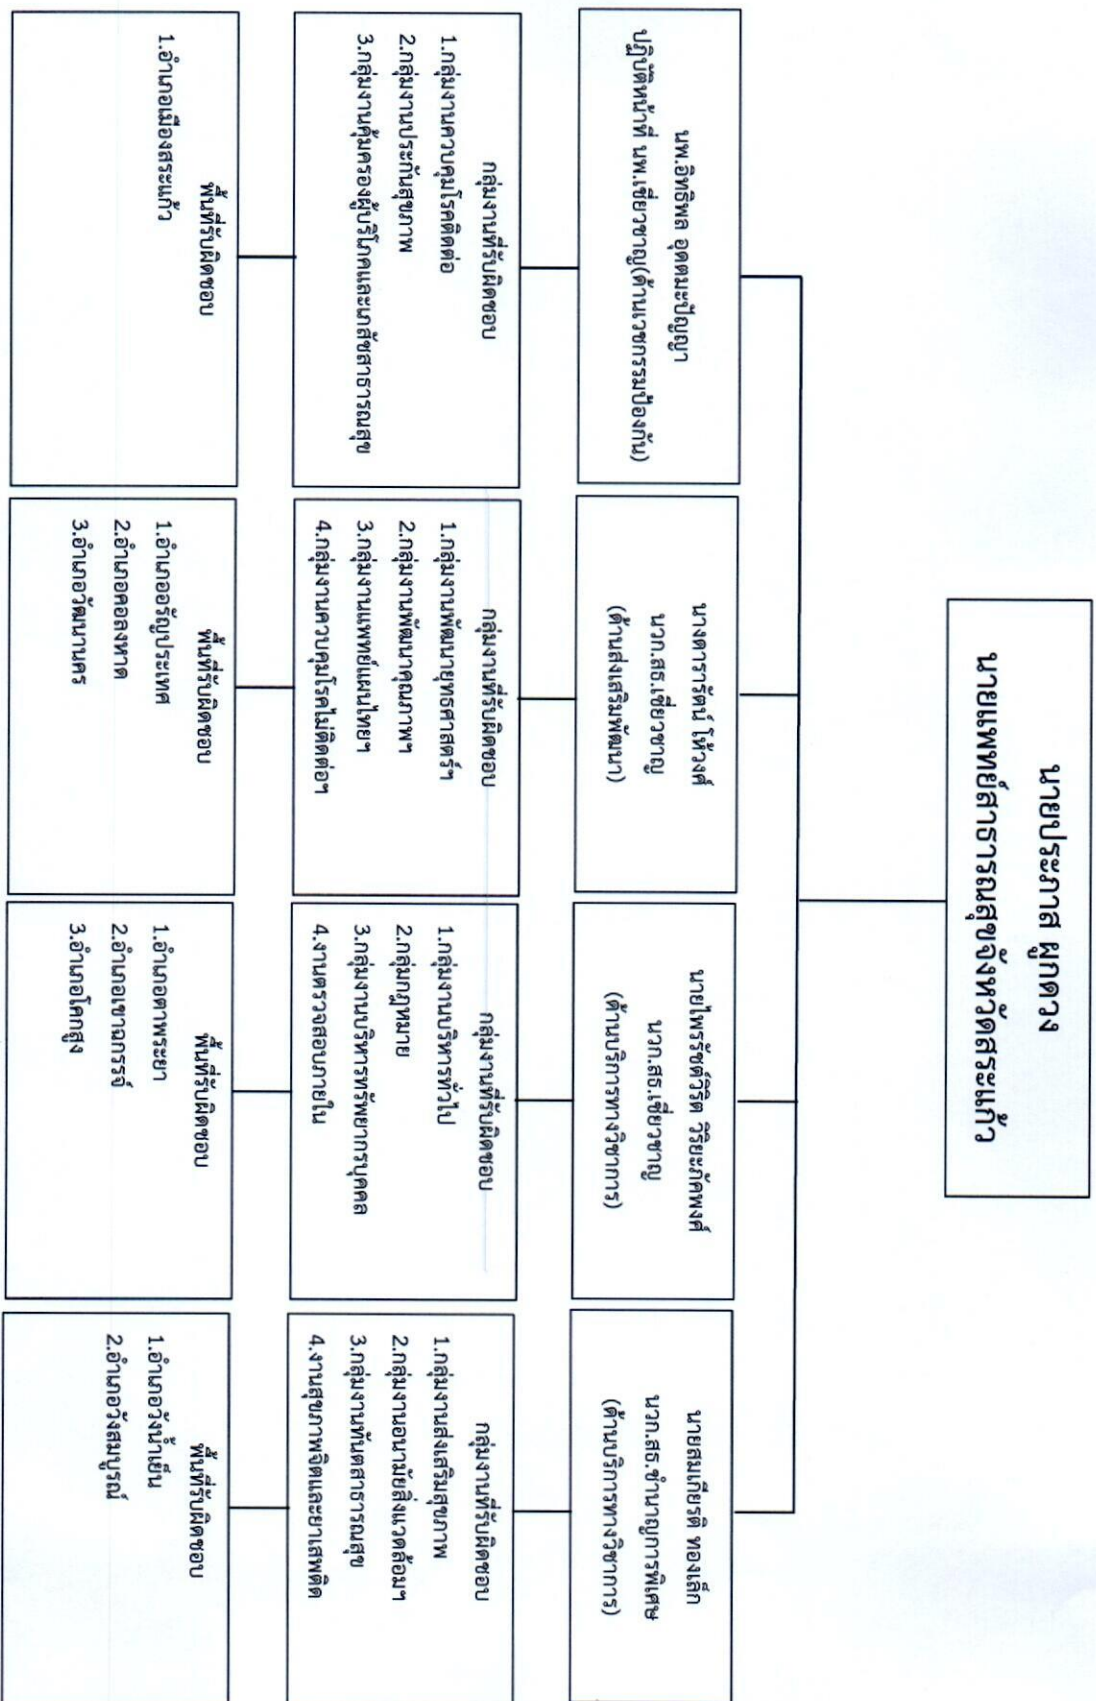 นายประภาส ผูกดวง
นายแพทย์สาธารณสุขจังหวัดสระแก้ว
นพ.อิทธิพล อุตตมะปัญญา
ปฏิบัติหน้าที่ นพ.เชี่ยวชาญ(ด้านเวชกรรมป้องกัน)
กลุ่มงานที่รับผิดชอบ
1.กลุ่มงานควบคุมโรคติดต่อ
2.กลุ่มงานประกันสุขภาพ
3.กลุ่มงานคุ้มครองผู้บริโภคและเภสัชสาธารณสุข
พื้นที่รับผิดชอบ
1.อำเภอเมืองสระแก้ว
นางดารารัตน์ โห้วงศ์
นวก.สธ.เชี่ยวชาญ
(ด้านส่งเสริมพัฒนา)
กลุ่มงานที่รับผิดชอบ
1.กลุ่มงานพัฒนายุทธศาสตร์ฯ
2.กลุ่มงานพัฒนาคุณภาพฯ
3.กลุ่มงานแพทย์แผนไทยฯ
4.กลุ่มงานควบคุมโรคไม่ติดต่อฯ
พื้นที่รับผิดชอบ
1.อำเภออรัญประเทศ
2.อำเภอคลองหาด
3.อำเภอวัฒนานคร
นายไพรรัชต์วิริต วิริยะภัคพงศ์
นวก.สธ.เชี่ยวชาญ
(ด้านบริการทางวิชาการ)
กลุ่มงานที่รับผิดชอบ
1.กลุ่มงานบริหารทั่วไป
2.กลุ่มกฎหมาย
3.กลุ่มงานบริหารทรัพยากรบุคคล
4.งานตรวจสอบภายใน
พื้นที่รับผิดชอบ
1.อำเภอตาพระยา
2.อำเภอเขาฉกรรจ์
3.อำเภอโคกสูง
นายสมเกียรติ ทองเล็ก
นวก.สธ.ชำนาญการพิเศษ
(ด้านบริการทางวิชาการ)
กลุ่มงานที่รับผิดชอบ
1.กลุ่มงานส่งเสริมสุขภาพ
2.กลุ่มงานอนามัยสิ่งแวดล้อมฯ
3.กลุ่มงานทันตสาธารณสุข
4.งานสุขภาพจิตและยาเสพติด
พื้นที่รับผิดชอบ
1.อำเภอวังน้ำเย็น
2.อำเภอวังสมบูรณ์